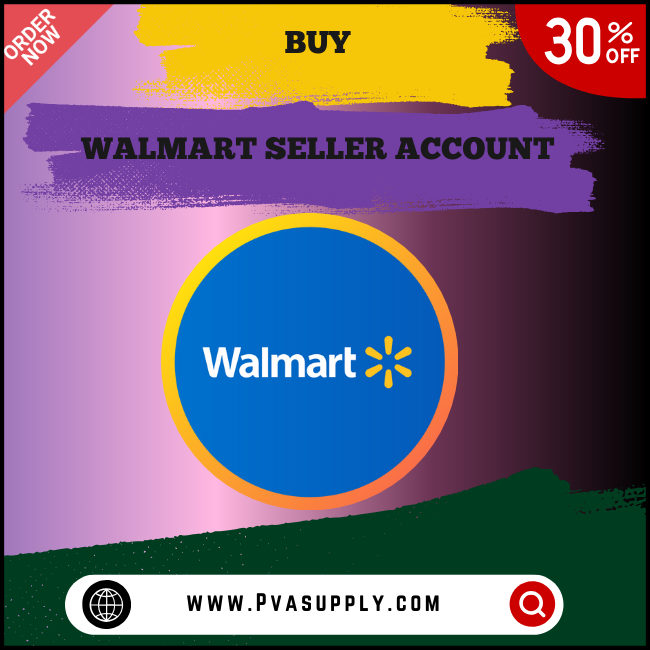 ORDER
NOW
BUY
30% OFF
WALMART SELLER ACCOUNT
Walmart
www.Pvasupply.com